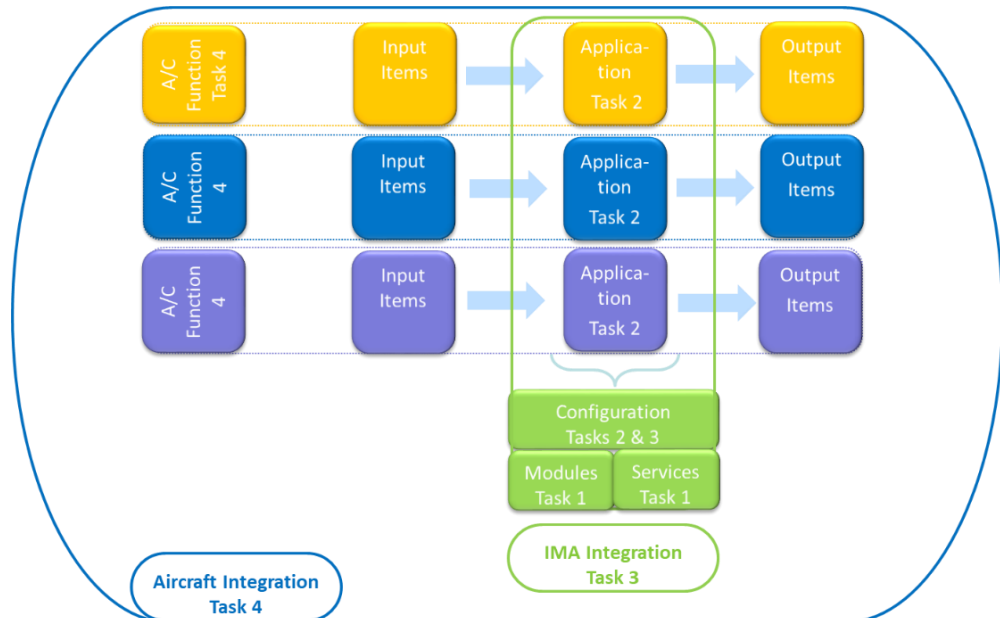 A/C
Function
Task 4
Input
Items
Applica-
tion
Task 2
Output
Items
A/C
Function
4
Input
Items
Applica-
tion
Task 2
Output
Items
A/C
Function
4
Input
Items
Applica-
tion
Task 2
Output
Items
Configuration
Tasks 2 & 3
Modules
Task 1
Services
Task 1
IMA Integration
Task 3
Aircraft Integration
Task 4